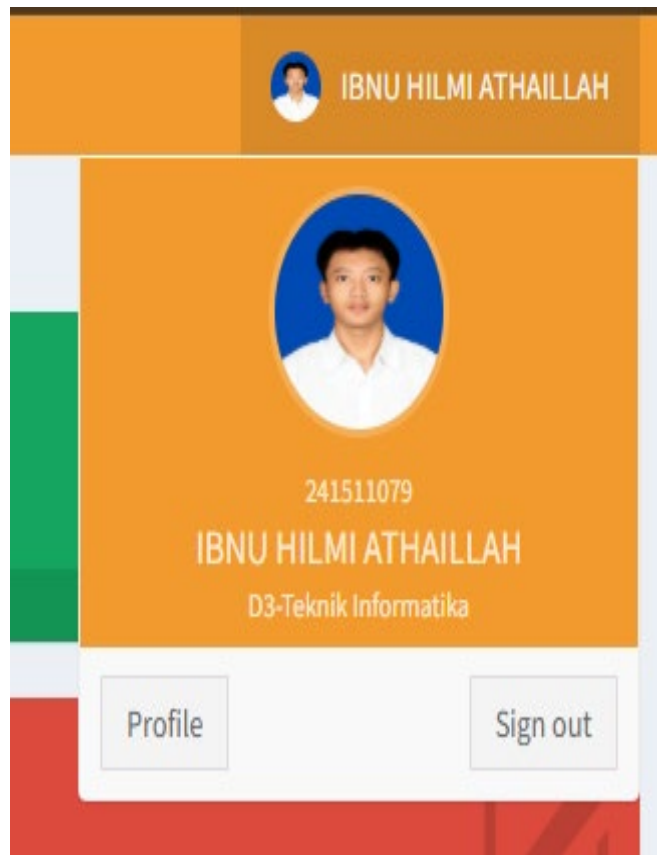 IBNU HILMI ATHAILLAH
241511079
IBNU HILMI ATHAILLAH
D3-Teknik Informatika
Profile
Sign out